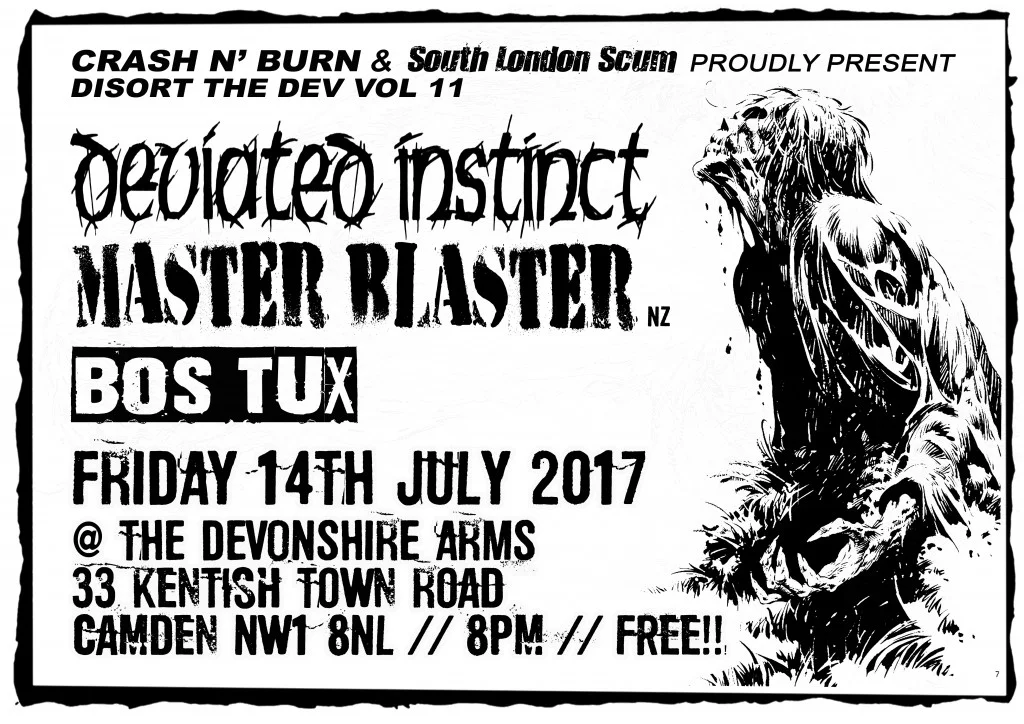 CRASH N' BURN & South London Scum PROUDLY PRESENT
DISORT THE DEV VOL 11
deviated instinct
MASTER BLASTER NZ
BOS TUX
FRIDAY 14TH JULY 2017
@ THE DEVONSHIRE ARMS
33 KENTISH TOWN ROAD
CAMDEN NW1 8NL // 8PM // FREE!!
7